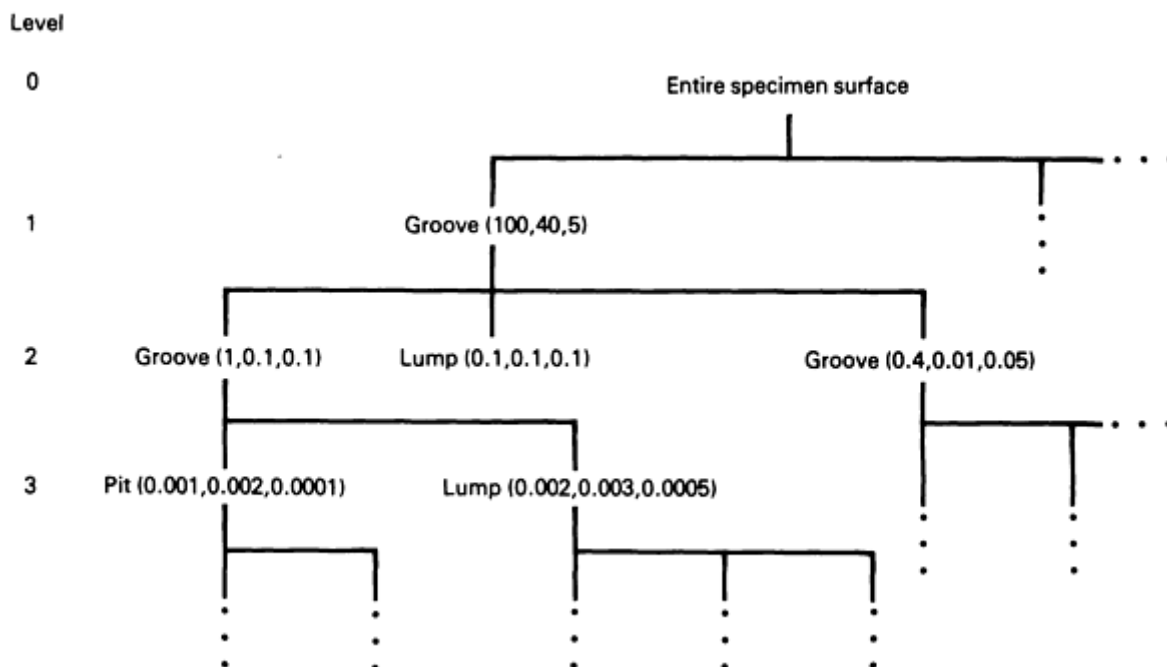 Level
0
Entire specimen surface
1
Groove (100,40,5)
2
Groove (1,0.1,0.1)
Lump (0.1,0.1,0.1)
Groove (0.4,0.01,0.05)
3
Pit (0.001,0.002,0.0001)
Lump (0.002,0.003,0.0005)